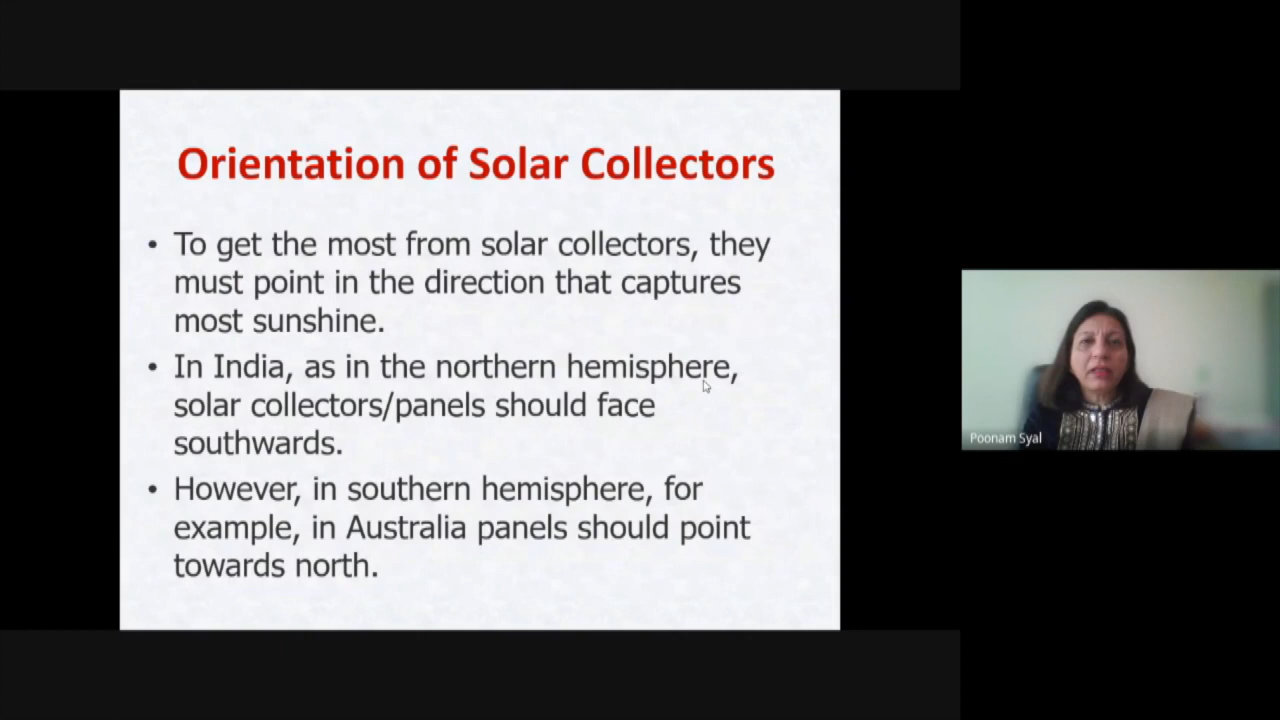 Orientation of Solar Collectors
• To get the most from solar collectors, they
must point in the direction that captures
most sunshine.
• In India, as in the northern hemisphere,
solar collectors/panels should face
southwards.
• However, in southern hemisphere, for
example, in Australia panels should point
towards north.
Poonam Syal